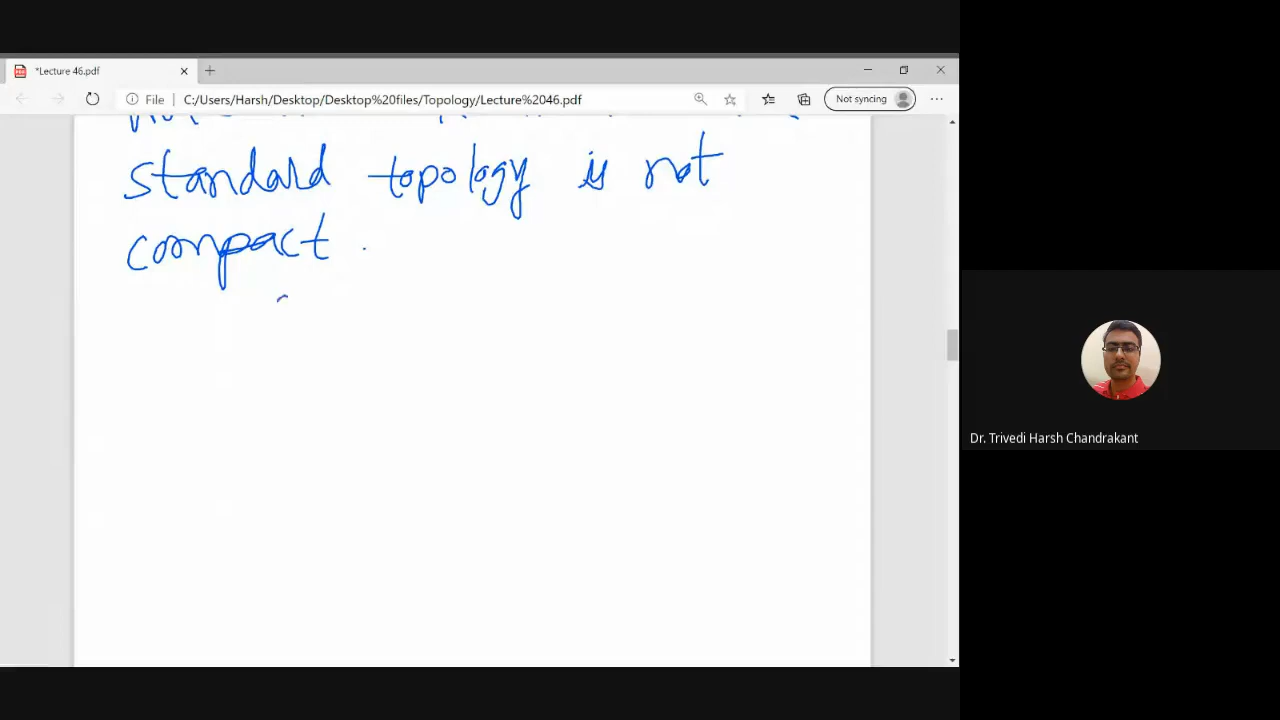 *Lecture 46.pdf
File
C:/Users/Harsh/Desktop/Desktop%20files/Topology/Lecture%2046.pdf
Not syncing
standard topology is not
compact.
Dr. Trivedi Harsh Chandrakant